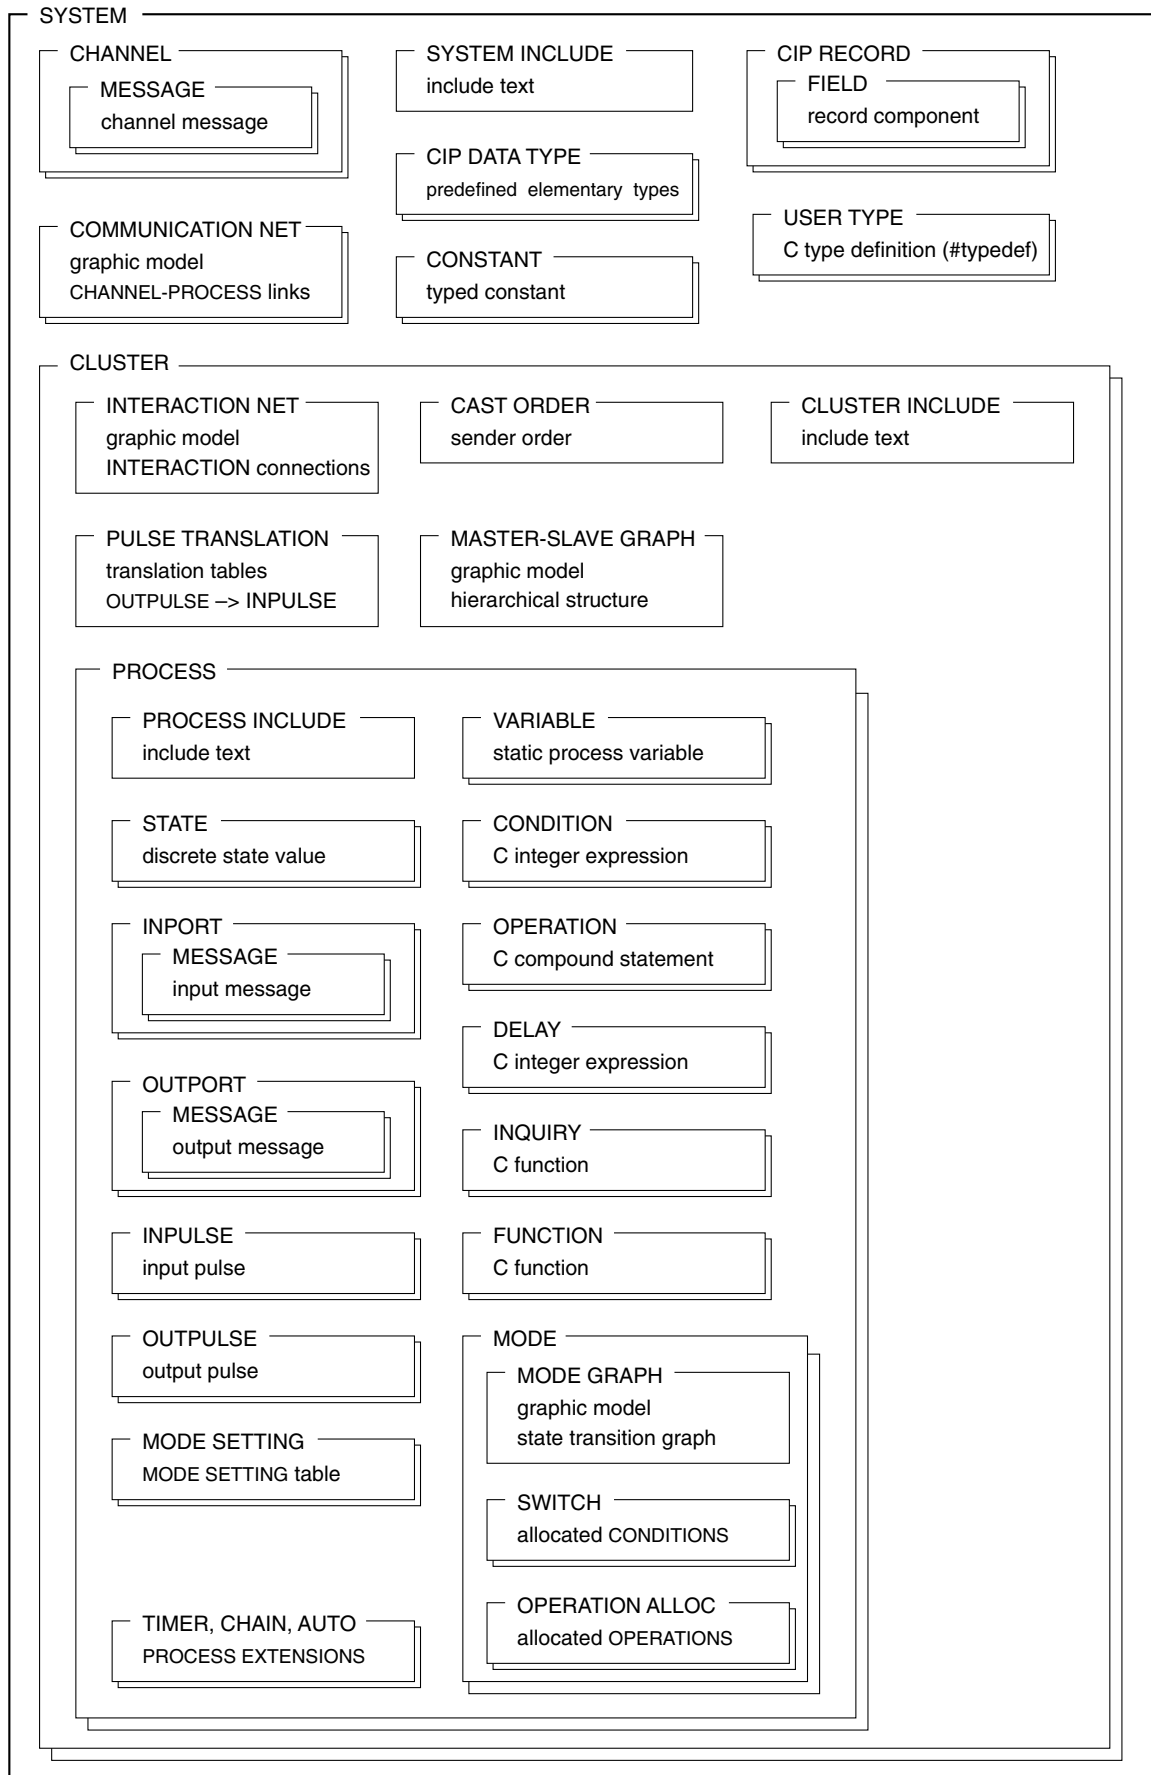 SYSTEM
CHANNEL
MESSAGE
channel message
SYSTEM INCLUDE
include text
CIP RECORD
FIELD
record component
CIP DATA TYPE
predefined elementary types
COMMUNICATION NET
graphic model
CHANNEL-PROCESS links
CONSTANT
typed constant
USER TYPE
C type definition (#typedef)
CLUSTER
INTERACTION NET
graphic model
INTERACTION connections
CAST ORDER
sender order
CLUSTER INCLUDE
include text
PULSE TRANSLATION
translation tables
OUTPULSE –> INPULSE
MASTER-SLAVE GRAPH
graphic model
hierarchical structure
PROCESS
PROCESS INCLUDE
include text
VARIABLE
static process variable
STATE
discrete state value
CONDITION
C integer expression
INPORT
MESSAGE
input message
OPERATION
C compound statement
DELAY
C integer expression
OUTPORT
MESSAGE
output message
INQUIRY
C function
INPULSE
input pulse
FUNCTION
C function
OUTPULSE
output pulse
MODE
MODE GRAPH
graphic model
state transition graph
MODE SETTING
MODE SETTING table
SWITCH
allocated CONDITIONS
TIMER, CHAIN, AUTO
PROCESS EXTENSIONS
OPERATION ALLOC
allocated OPERATIONS